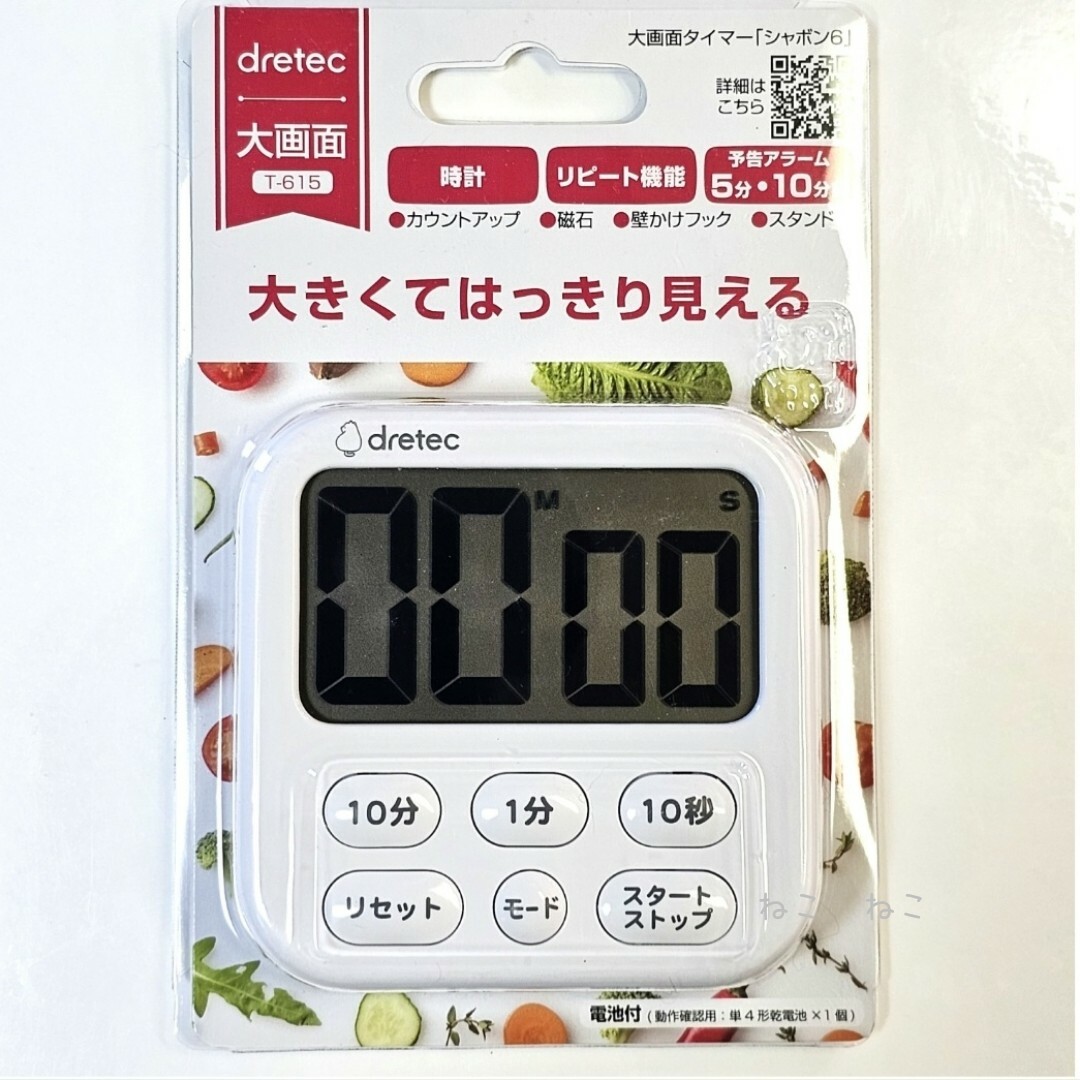 dretec
大画面
T-615
大画面タイマー「シャボン6」
詳細は
こちら
時計
リピート機能
予告アラーム
5分・10分
●カウントアップ ●磁石 ●壁かけフック ●スタンド
大きくてはっきり見える
dretec
00 M 00 S
10分 1分 10秒
リセット モード スタート
ストップ
ねこ ねこ
電池付(動作確認用:単4形乾電池×1個)